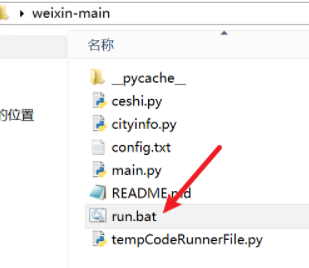 weixin-main
名称
的位置
__pycache__
ceshi.py
cityinfo.py
config.txt
main.py
README.md
run.bat
tempCodeRunnerFile.py